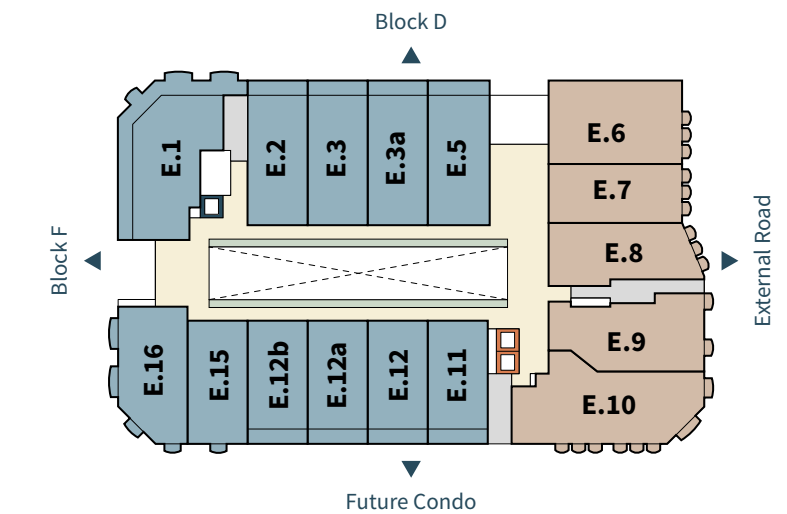 Block D
E.1
E.2
E.3
E.3a
E.5
E.6
E.7
E.8
Block F
External Road
E.16
E.15
E.12b
E.12a
E.12
E.11
E.9
E.10
Future Condo